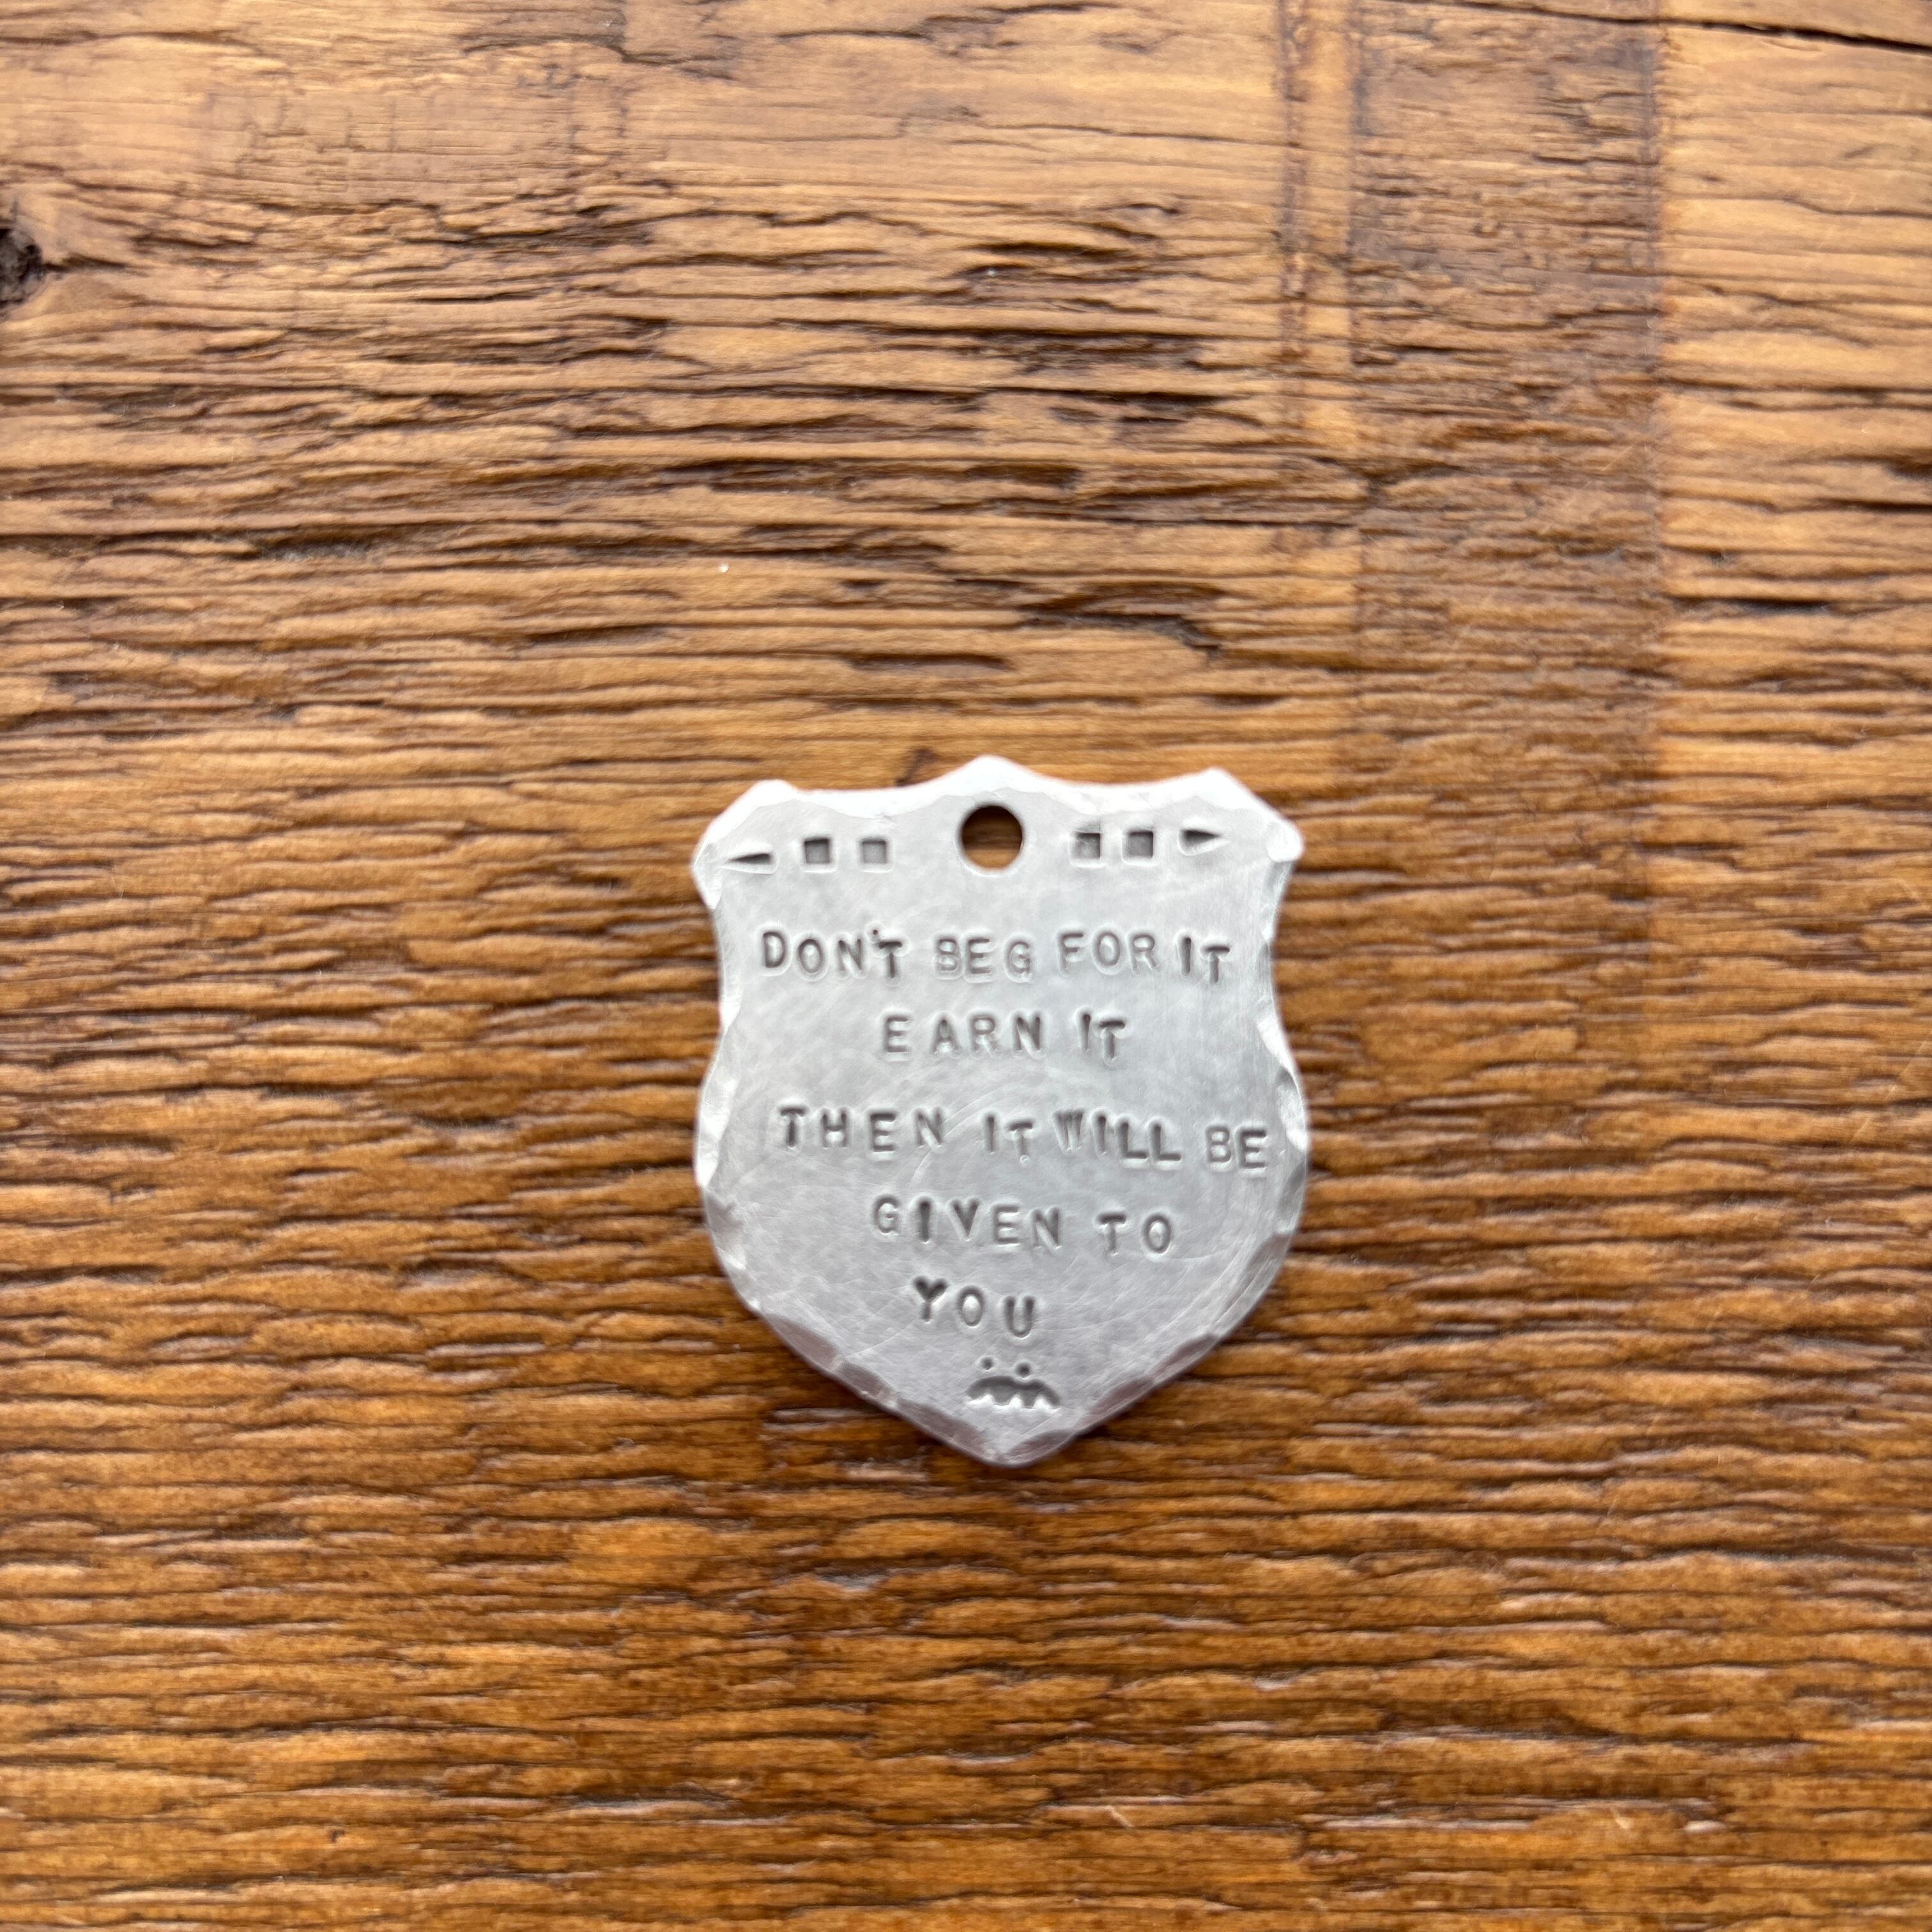 DON'T BEG FOR IT
EARN IT
THEN IT WILL BE
GIVEN TO
YOU